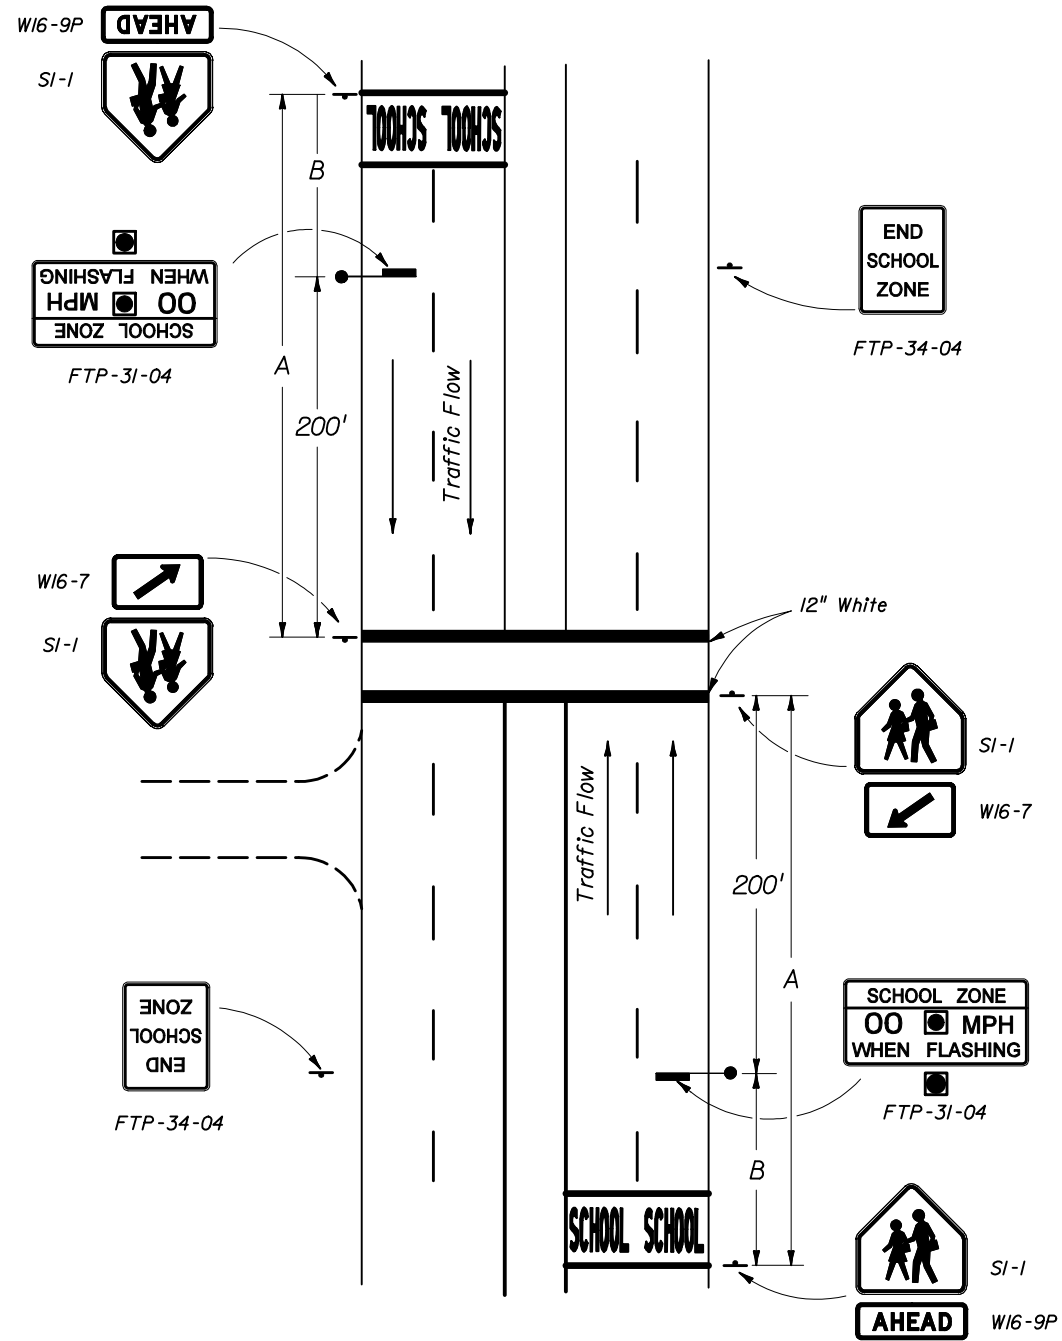 W16-9P
AHEAD
S1-1
SCHOOL SCHOOL
B
END
SCHOOL
ZONE
FTP-34-04
SCHOOL ZONE
00 MPH
WHEN FLASHING
FTP-31-04
A
200'
Traffic Flow
W16-7
S1-1
12" White
S1-1
W16-7
Traffic Flow
200'
A
END
SCHOOL
ZONE
FTP-34-04
SCHOOL ZONE
00 MPH
WHEN FLASHING
FTP-31-04
B
SCHOOL SCHOOL
S1-1
AHEAD
W16-9P